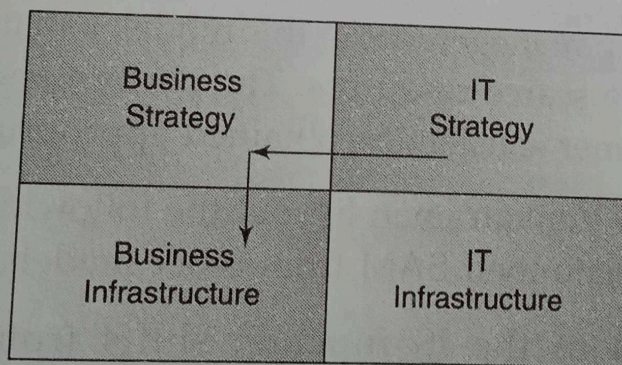 Business
Strategy
IT
Strategy
Business
Infrastructure
IT
Infrastructure